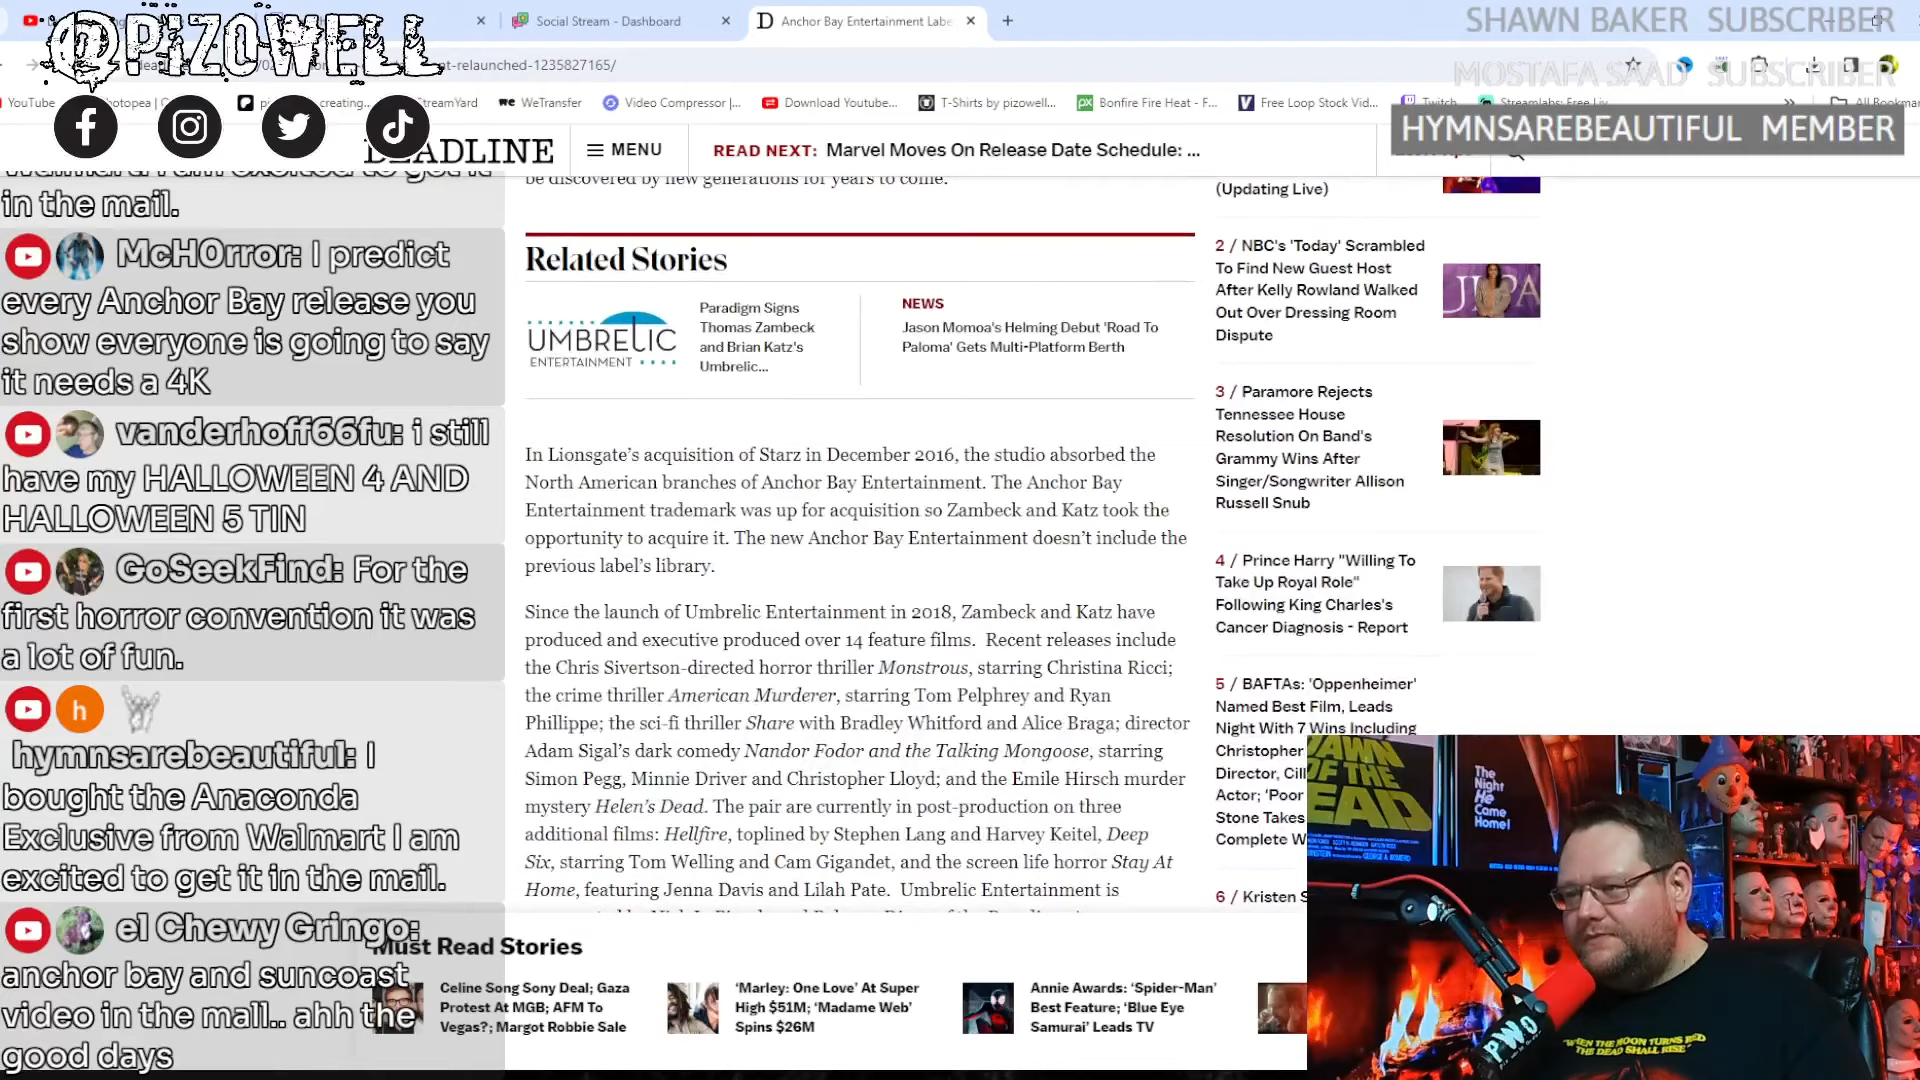 Social Stream - Dashboard
Anchor Bay Entertainment Labe
SHAWN BAKER SUBSCRIBER
@PIZOWELL
nt-relaunched-1235827165/
MOSTAFA SAAD SUBSCRIBER
YouTube
StreamYard
WeTransfer
Video Compressor |...
Download Youtube...
T-Shirts by pizowell...
Bonfire Fire Heat - F...
Free Loop Stock Vid...
Twitch
Streamlabs: Free Liv
All Bookmar
HYMNSAREBEAUTIFUL MEMBER
DEADLINE
MENU
READ NEXT: Marvel Moves On Release Date Schedule: ...
in the mail.
McH0rror: I predict
every Anchor Bay release you
show everyone is going to say
it needs a 4K
vanderhoff66fu: i still
have my HALLOWEEN 4 AND
HALLOWEEN 5 TIN
GoSeekFind: For the
first horror convention it was
a lot of fun.
h
hymnsarebeautiful: I
bought the Anaconda
Exclusive from Walmart I am
excited to get it in the mail.
el Chewy Gringo:
anchor bay and suncoast
video in the mall.. ahh the
good days
be discovered by new generations for years to come.
Related Stories
UMBRELIC
ENTERTAINMENT
Paradigm Signs
Thomas Zambeck
and Brian Katz's
Umbrelic...
NEWS
Jason Momoa's Helming Debut 'Road To
Paloma' Gets Multi-Platform Berth
In Lionsgate's acquisition of Starz in December 2016, the studio absorbed the
North American branches of Anchor Bay Entertainment. The Anchor Bay
Entertainment trademark was up for acquisition so Zambeck and Katz took the
opportunity to acquire it. The new Anchor Bay Entertainment doesn't include the
previous label's library.
Since the launch of Umbrelic Entertainment in 2018, Zambeck and Katz have
produced and executive produced over 14 feature films. Recent releases include
the Chris Sivertson-directed horror thriller Monstrous, starring Christina Ricci;
the crime thriller American Murderer, starring Tom Pelphrey and Ryan
Phillippe; the sci-fi thriller Share with Bradley Whitford and Alice Braga; director
Adam Sigal's dark comedy Nandor Fodor and the Talking Mongoose, starring
Simon Pegg, Minnie Driver and Christopher Lloyd; and the Emile Hirsch murder
mystery Helen's Dead. The pair are currently in post-production on three
additional films: Hellfire, toplined by Stephen Lang and Harvey Keitel, Deep
Six, starring Tom Welling and Cam Gigandet, and the screen life horror Stay At
Home, featuring Jenna Davis and Lilah Pate. Umbrelic Entertainment is
Must Read Stories
Celine Song Sony Deal; Gaza
Protest At MGB; AFM To
Vegas?; Margot Robbie Sale
'Marley: One Love' At Super
High $51M; 'Madame Web'
Spins $26M
Annie Awards: 'Spider-Man'
Best Feature; 'Blue Eye
Samurai' Leads TV
(Updating Live)
2 / NBC's 'Today' Scrambled
To Find New Guest Host
After Kelly Rowland Walked
Out Over Dressing Room
Dispute
3 / Paramore Rejects
Tennessee House
Resolution On Band's
Grammy Wins After
Singer/Songwriter Allison
Russell Snub
4 / Prince Harry "Willing To
Take Up Royal Role"
Following King Charles's
Cancer Diagnosis - Report
5 / BAFTAs: 'Oppenheimer'
Named Best Film, Leads
Night With 7 Wins Including
Christopher
Director, Cill
Actor; 'Poor
Stone Takes
Complete W
6 / Kristen S
DAWN
OF THE
DEAD
The
Night
He
Came
Home!
PWO
"WHEN THE MOON TURNS RED
THE DEAD SHALL RISE"